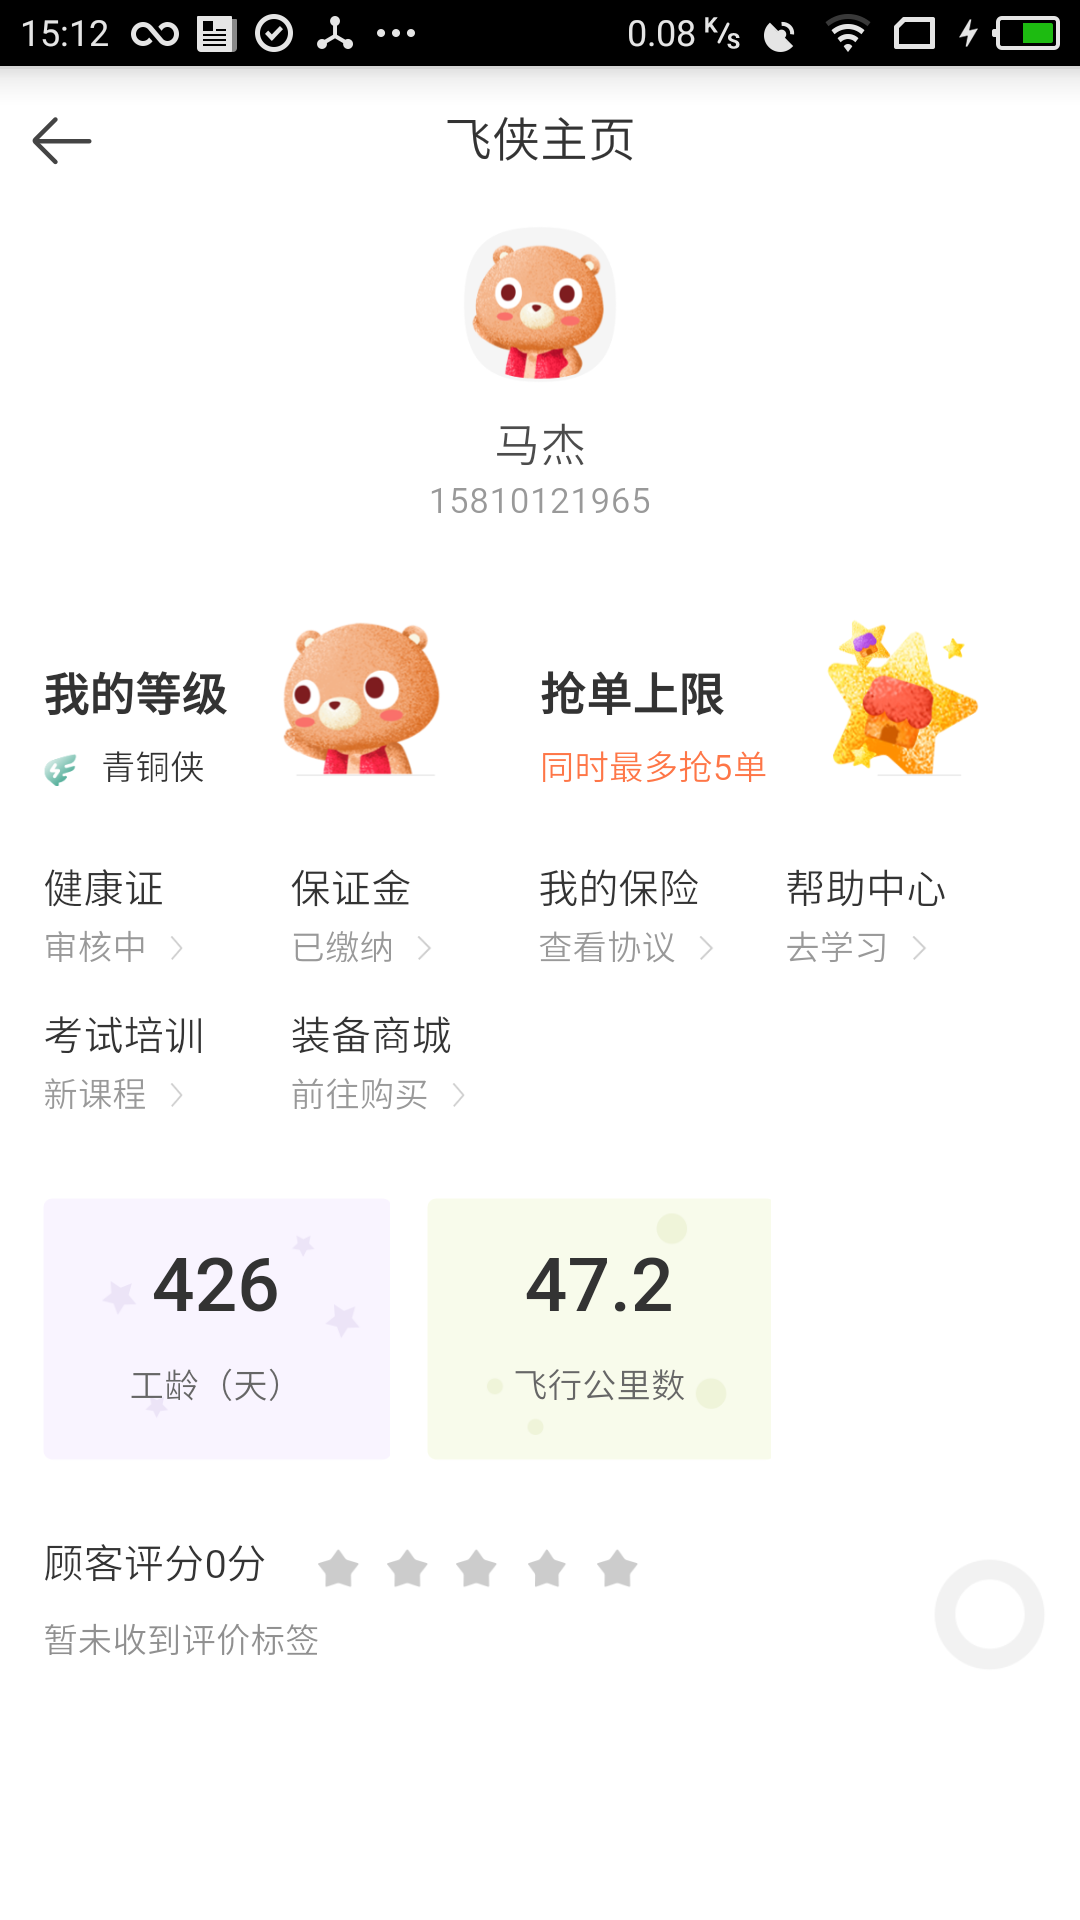 15:12 0.08 K/s
飞侠主页
马杰
15810121965
我的等级 抢单上限
青铜侠 同时最多抢5单
健康证 保证金 我的保险 帮助中心
审核中 已缴纳 查看协议 去学习
考试培训 装备商城
新课程 前往购买
426 47.2
工龄（天） 飞行公里数
顾客评分0分
暂未收到评价标签